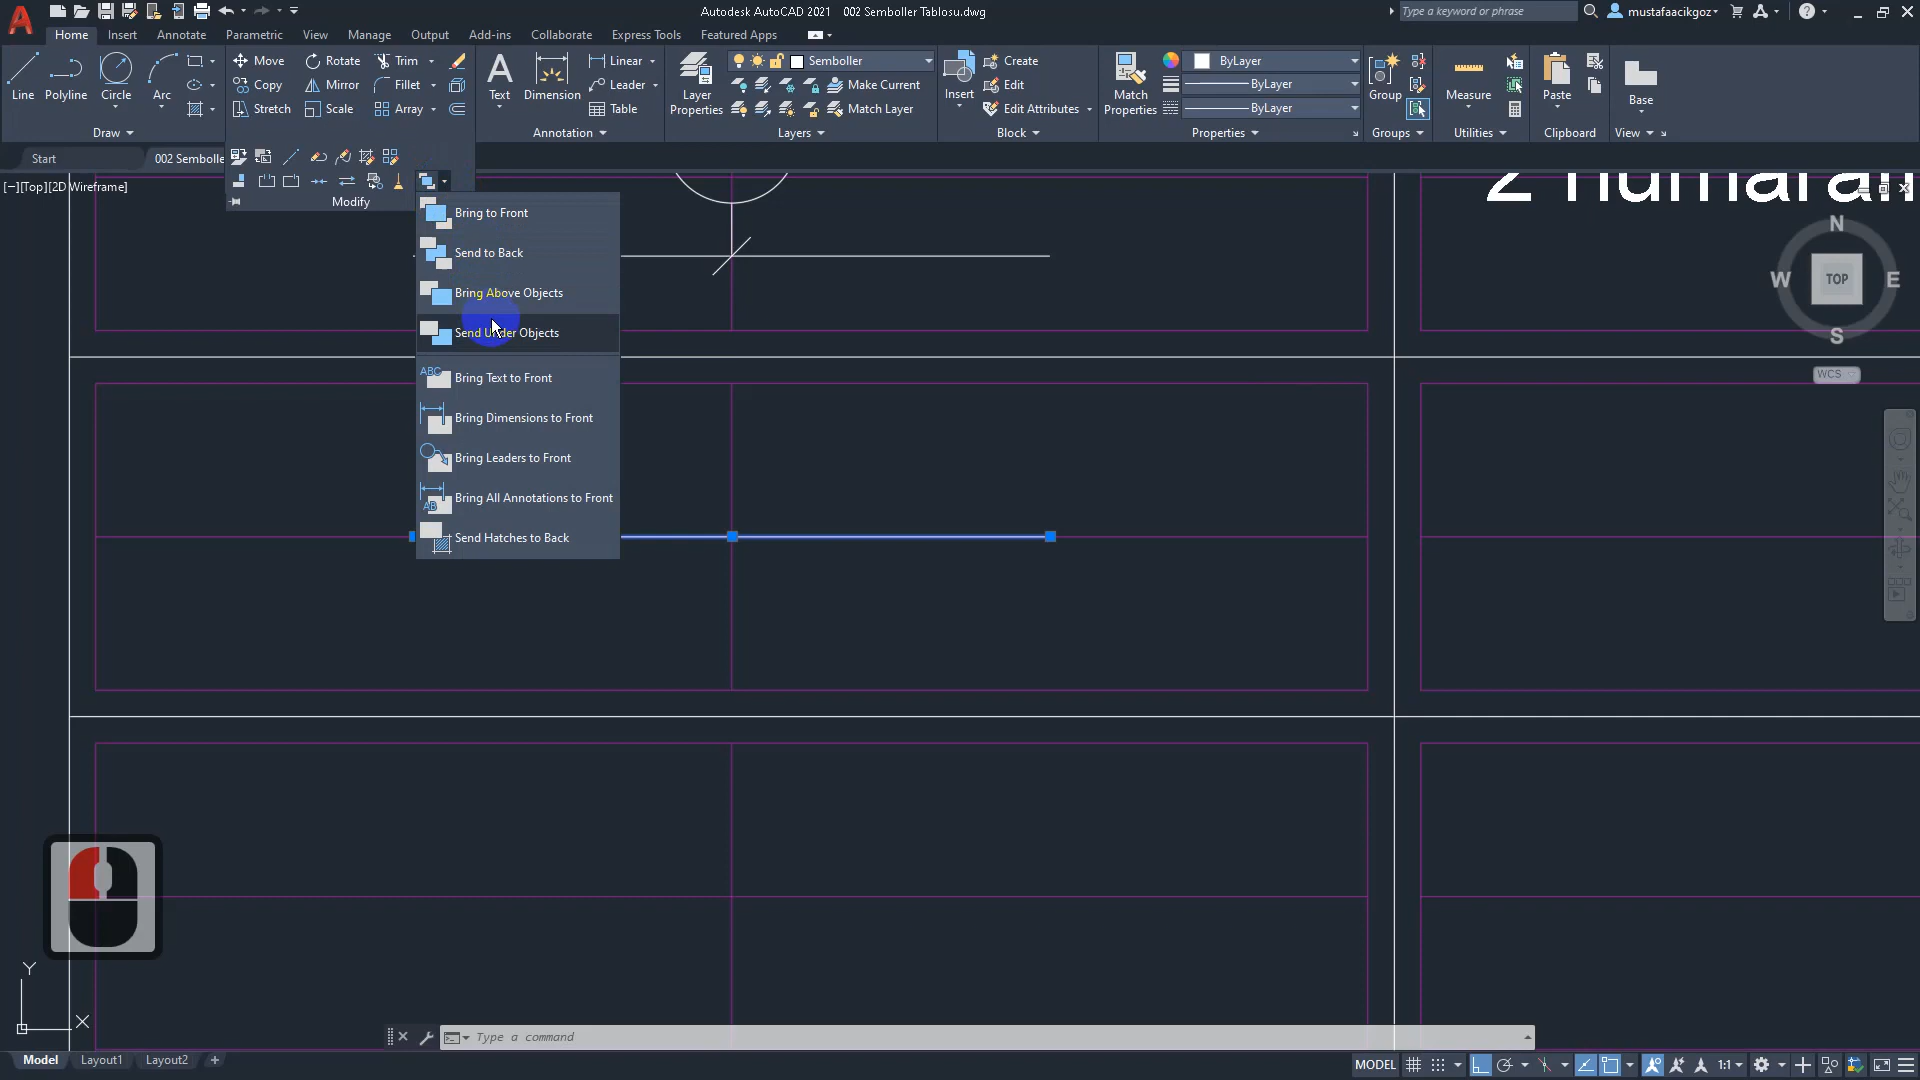 Autodesk AutoCAD 2021 002 Semboller Tablosu.dwg
Type a keyword or phrase
mustafaacikgoz
Home Insert Annotate Parametric View Manage Output Add-ins Collaborate Express Tools Featured Apps
Move Rotate Trim
Copy Mirror Fillet
Stretch Scale Array
Line Polyline Circle Arc
Draw
Text Dimension
Linear
Leader
Table
Annotation
Layer Properties
Semboller
Make Current
Match Layer
Layers
Insert
Create
Edit
Edit Attributes
Block
Match Properties
ByLayer
ByLayer
ByLayer
Properties
Group
Groups
Measure
Utilities
Paste
Clipboard
Base
View
Start
002 Semboller
[−][Top][2D Wireframe]
Modify
Bring to Front
Send to Back
Bring Above Objects
Send Under Objects
ABC Bring Text to Front
Bring Dimensions to Front
Bring Leaders to Front
AB Bring All Annotations to Front
Send Hatches to Back
N
W TOP E
S
WCS
Y
X
Type a command
Model Layout1 Layout2
MODEL
1:1